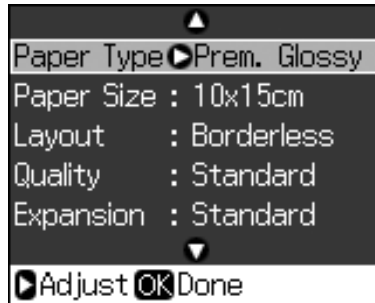 Paper Type Prem. Glossy
Paper Size : 10x15cm
Layout : Borderless
Quality : Standard
Expansion : Standard
Adjust OK Done